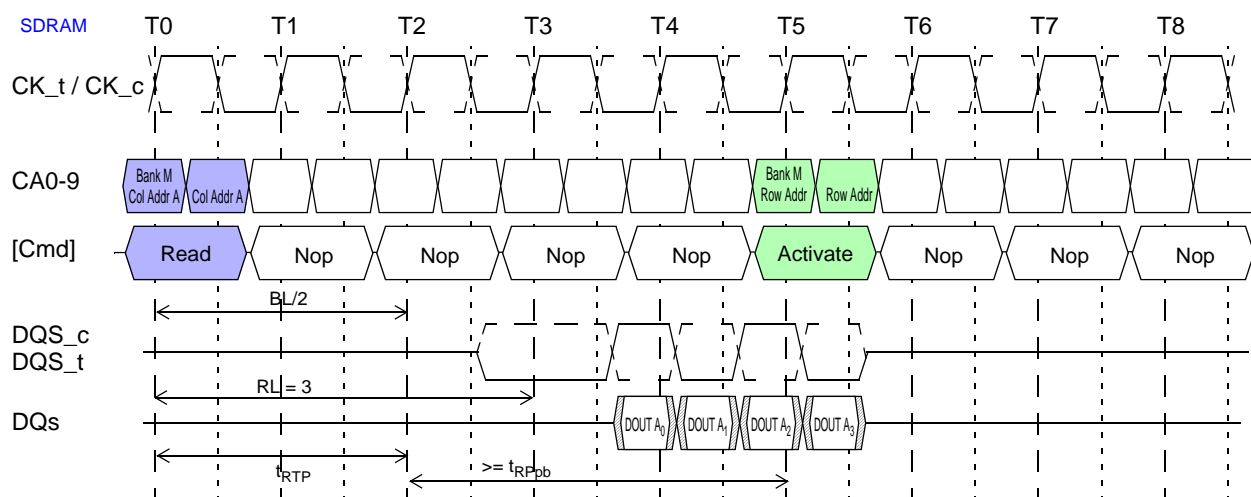 SDRAM T0 T1 T2 T3 T4 T5 T6 T7 T8
CK_t / CK_c
CA0-9
Bank M
Col Addr A
Col Addr A
Bank M
Row Addr
Row Addr
[Cmd] Read Nop Nop Nop Nop Activate Nop Nop Nop
BL/2
DQS_c
DQS_t
RL = 3
DQs DOUT A0 DOUT A1 DOUT A2 DOUT A3
tRTP >= tRPpb